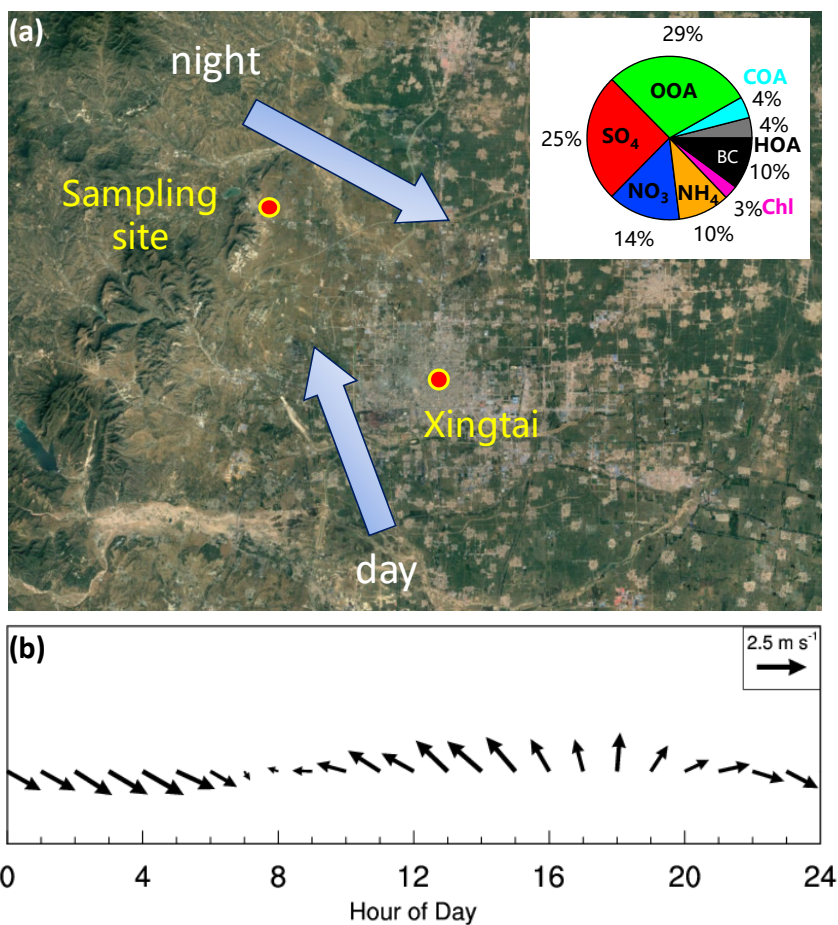 (a)
night
Sampling
site
Xingtai
day
29%
COA
4%
OOA
4%
HOA
25%
SO4
BC
10%
NO3
NH4
3%Chl
14%
10%
(b)
2.5 m s-1
0 4 8 12 16 20 24
Hour of Day